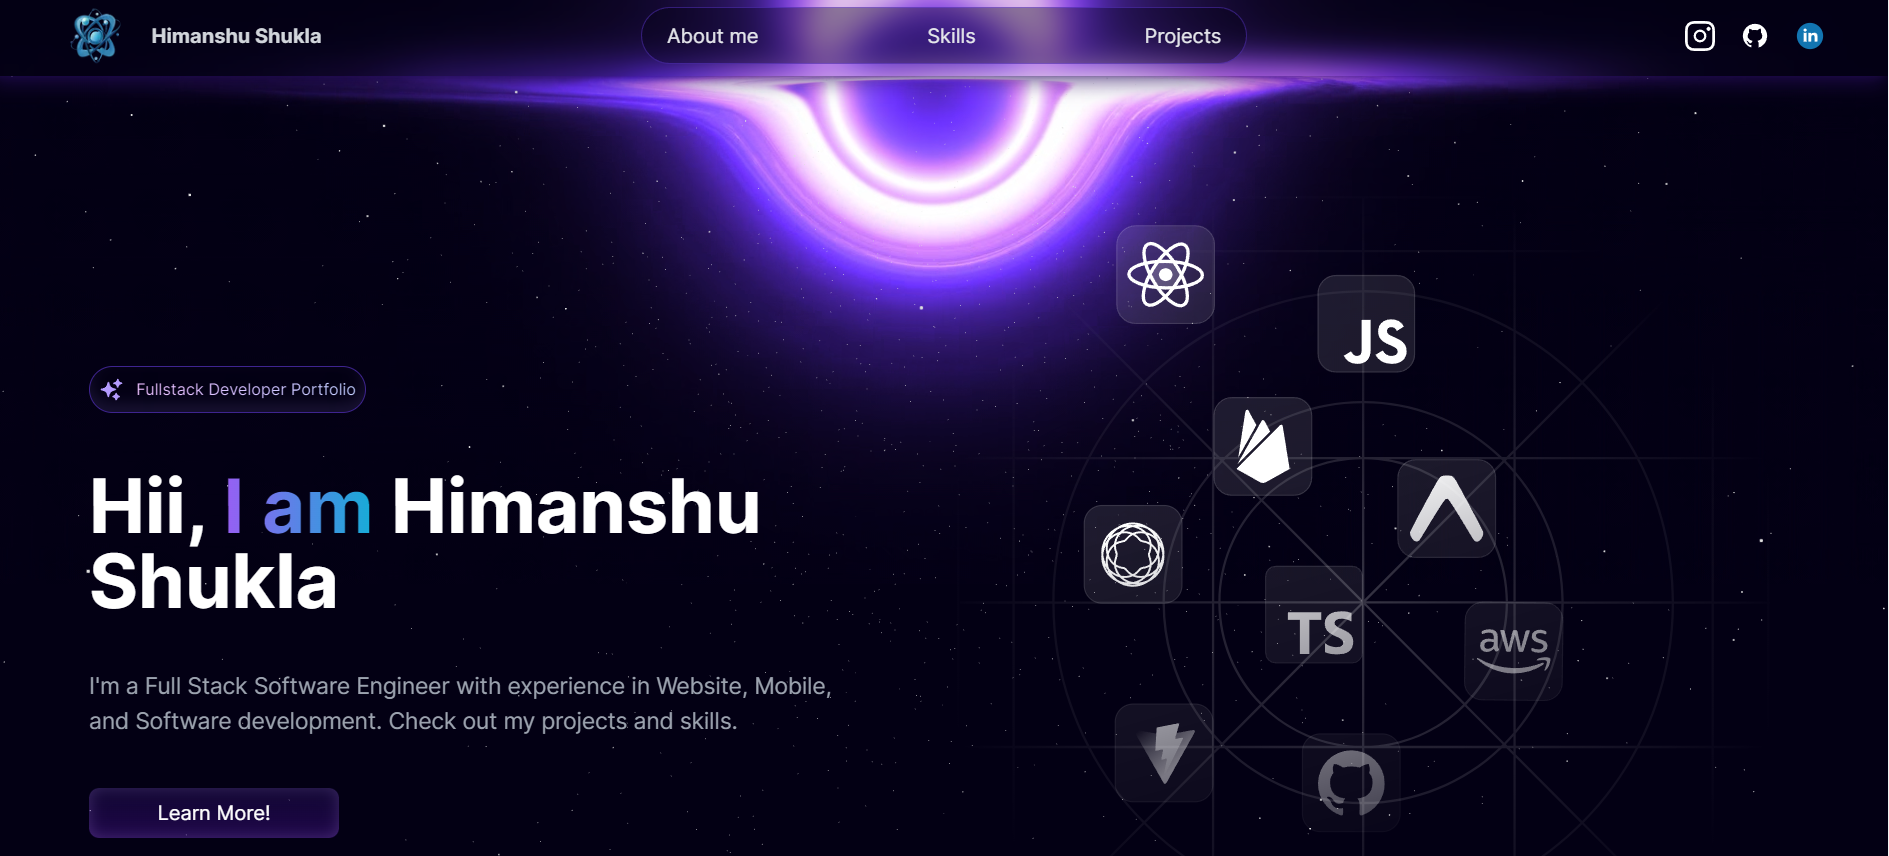 Himanshu Shukla
About me
Skills
Projects
in
JS
Fullstack Developer Portfolio
Hii, I am Himanshu
Shukla
TS
aws
I'm a Full Stack Software Engineer with experience in Website, Mobile,
and Software development. Check out my projects and skills.
Learn More!